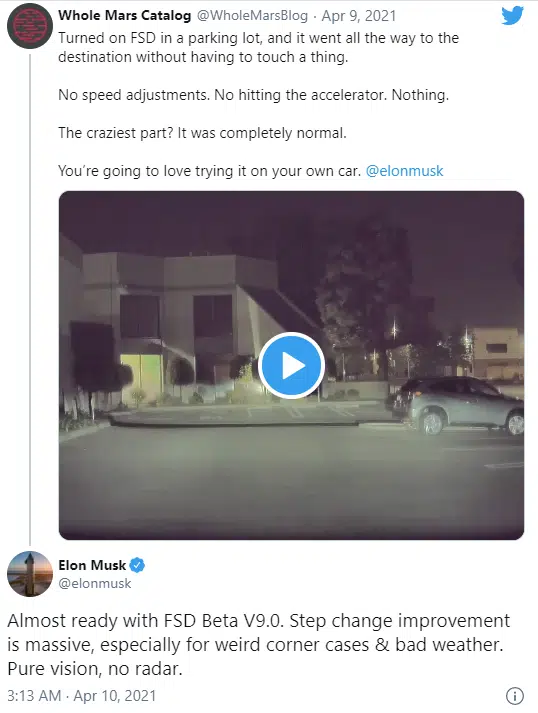 Whole Mars Catalog @WholeMarsBlog · Apr 9, 2021
Turned on FSD in a parking lot, and it went all the way to the
destination without having to touch a thing.
No speed adjustments. No hitting the accelerator. Nothing.
The craziest part? It was completely normal.
You’re going to love trying it on your own car. @elonmusk
Elon Musk
@elonmusk
Almost ready with FSD Beta V9.0. Step change improvement
is massive, especially for weird corner cases & bad weather.
Pure vision, no radar.
3:13 AM · Apr 10, 2021